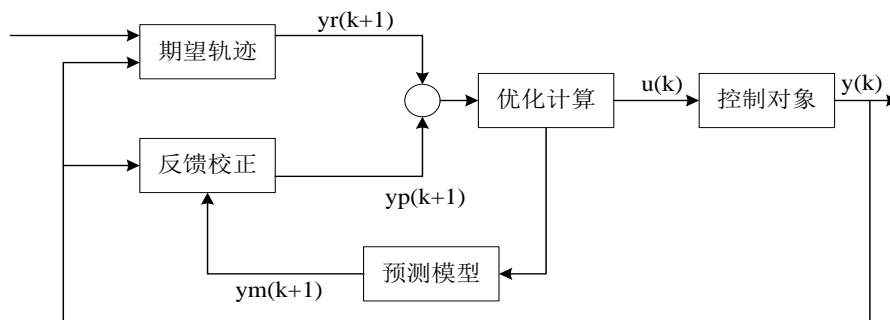 yr(k+1)
期望轨迹
优化计算
u(k)
控制对象
y(k)
反馈校正
yp(k+1)
预测模型
ym(k+1)